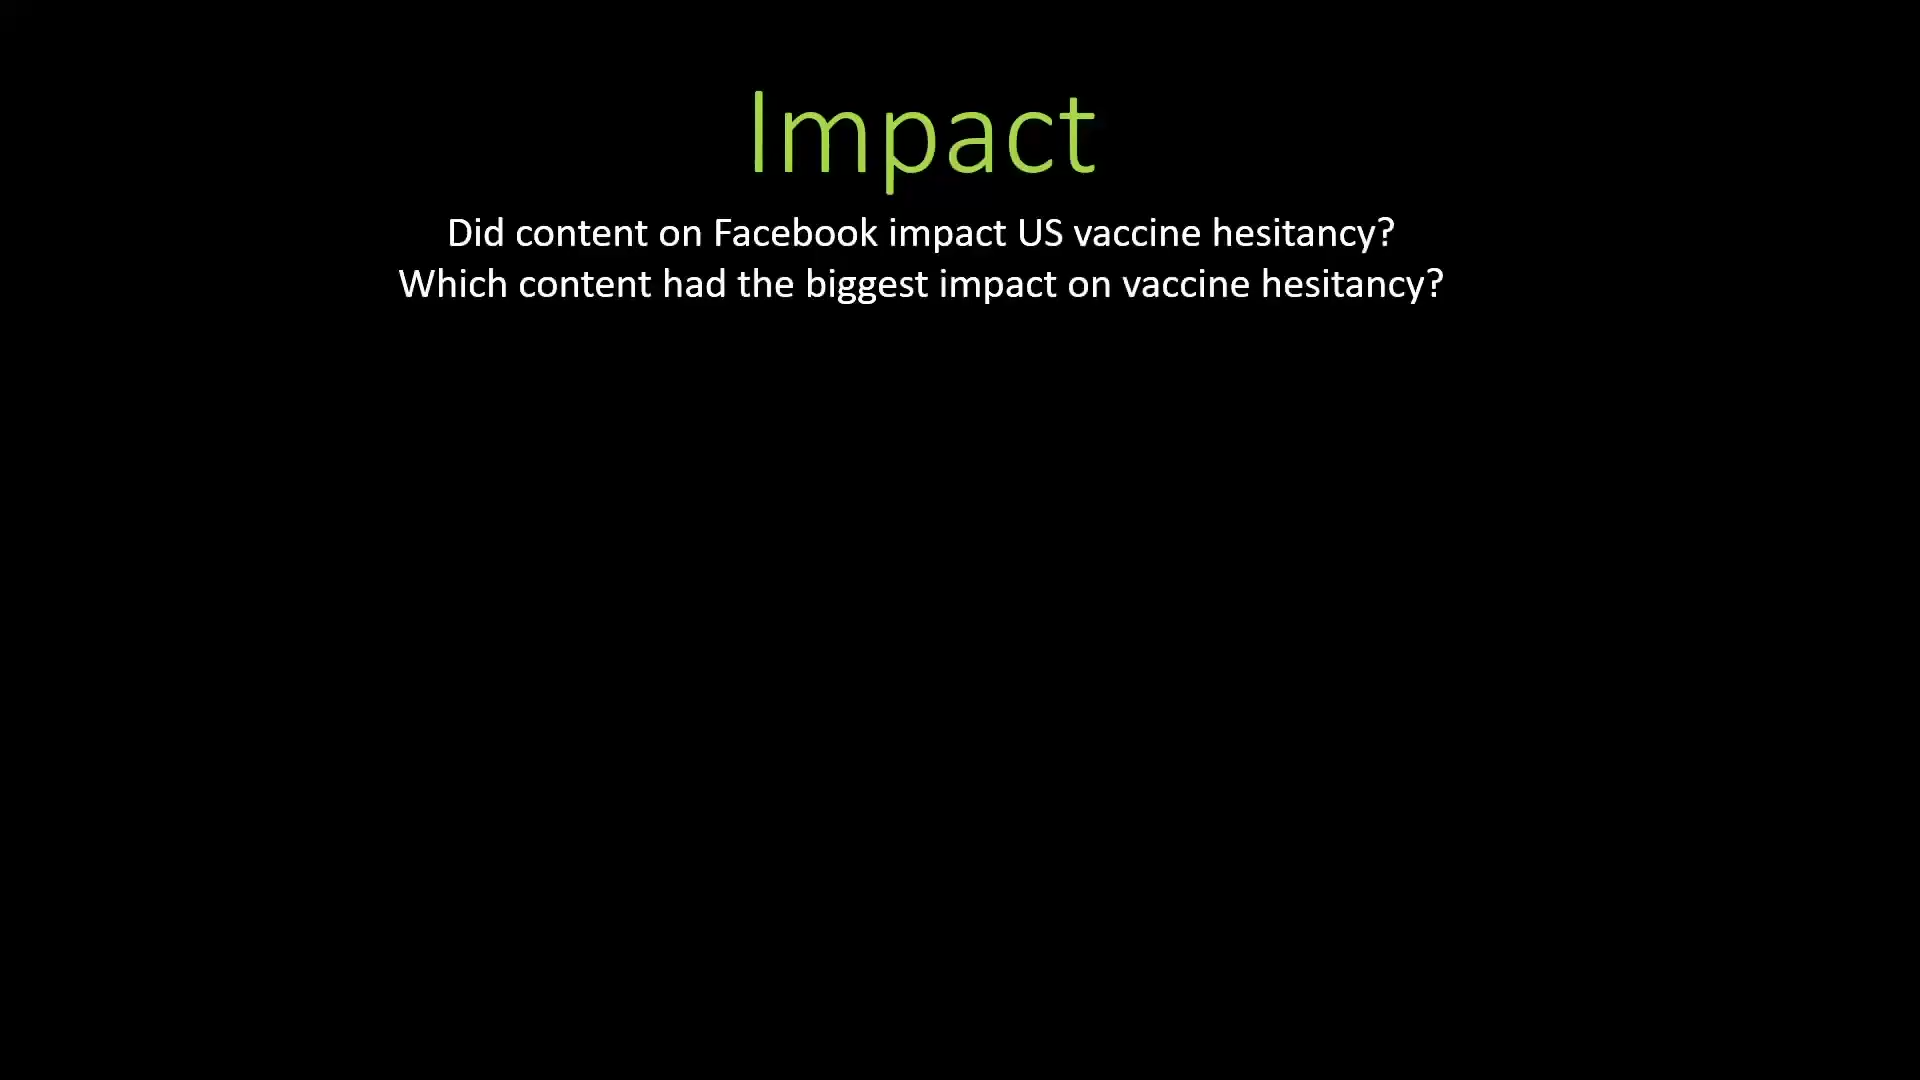 Impact
Did content on Facebook impact US vaccine hesitancy?
Which content had the biggest impact on vaccine hesitancy?